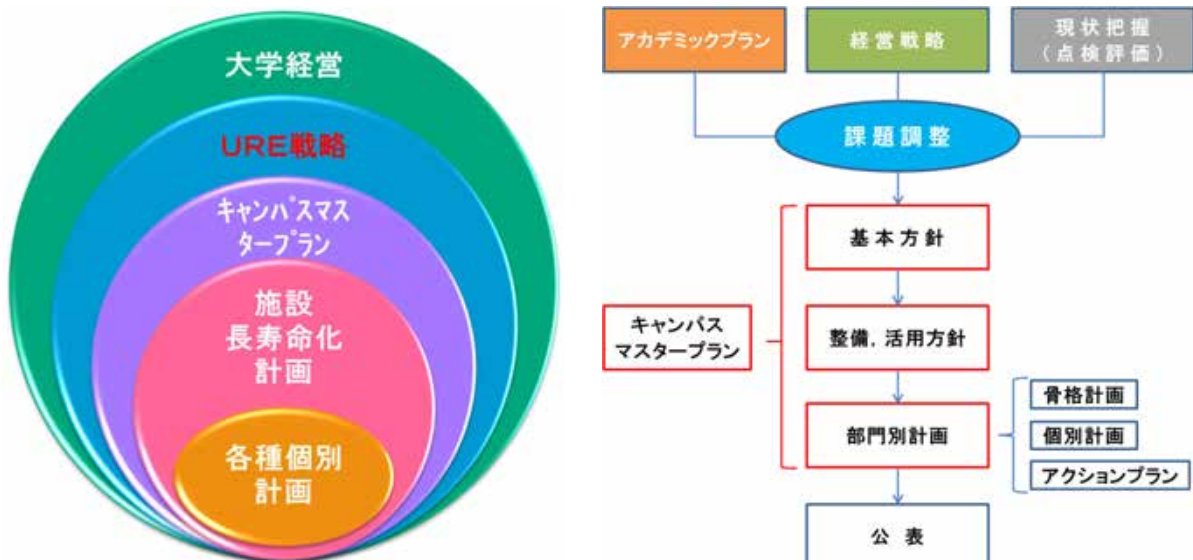 大学経営
URE戦略
キャンパスマス
タープラン
施設
長寿命化
計画
各種個別
計画
アカデミックプラン
経営戦略
現状把握
(点検評価)
課題調整
基本方針
キャンパス
マスタープラン
整備，活用方針
部門別計画
骨格計画
個別計画
アクションプラン
公表